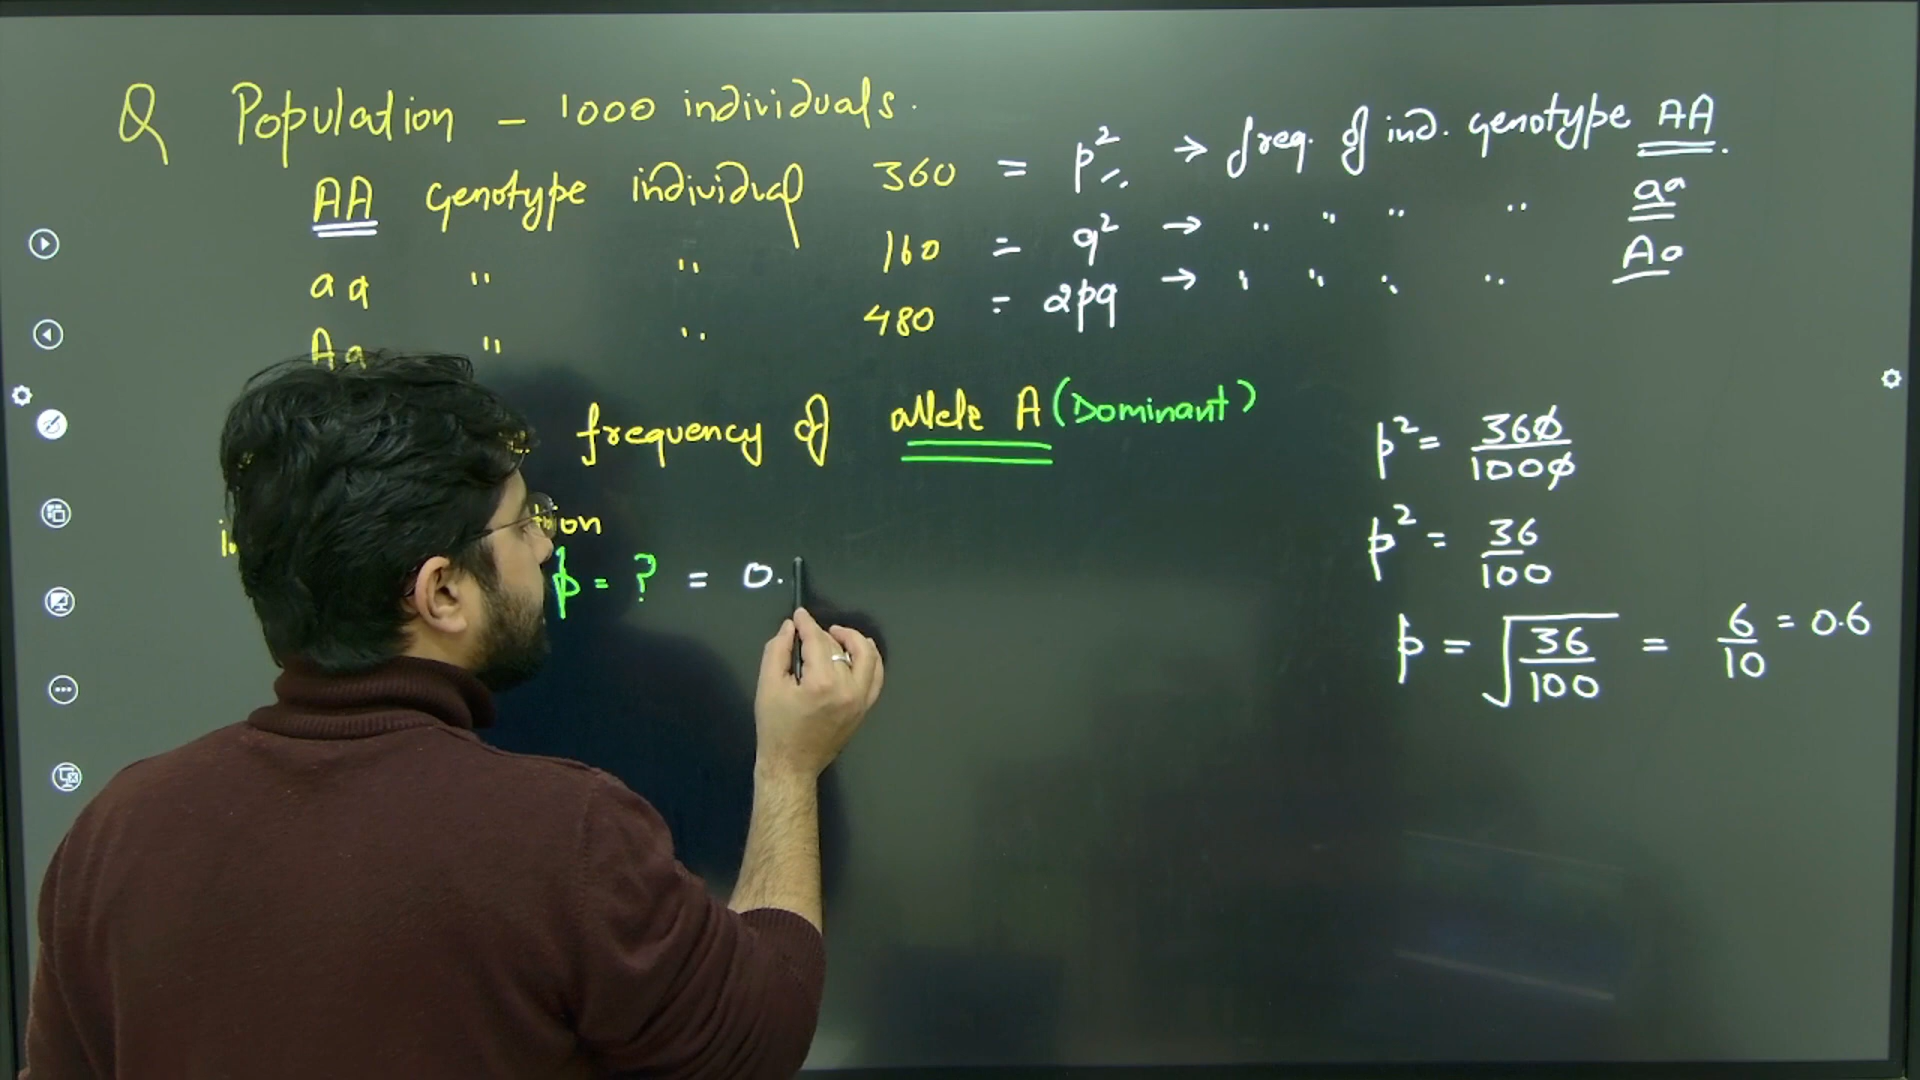 Q Population – 1000 individuals.
AA Genotype individual 360 = p² → freq. of ind. genotype AA
aa " " 160 = q² → " " " " aa
Aa " " 480 = 2pq → " " " " Aa
frequency of allele A (Dominant)
p = ? = 0.
p² = 360/1000
p² = 36/100
p = √36/100 = 6/10 = 0.6